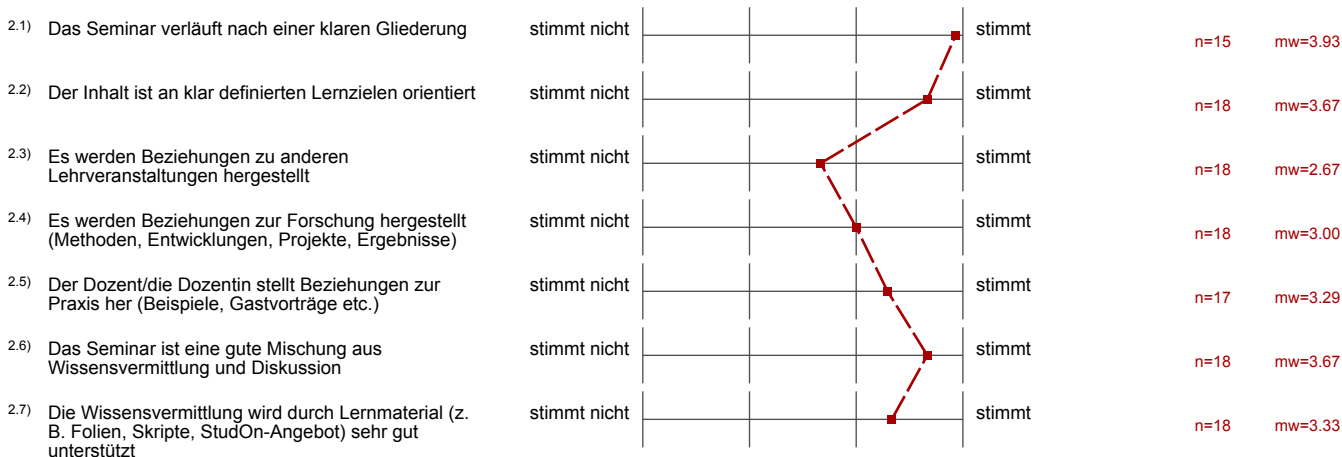 2.1) Das Seminar verläuft nach einer klaren Gliederung stimmt nicht stimmt n=15 mw=3.93
2.2) Der Inhalt ist an klar definierten Lernzielen orientiert stimmt nicht stimmt n=18 mw=3.67
2.3) Es werden Beziehungen zu anderen stimmt nicht stimmt n=18 mw=2.67
Lehrveranstaltungen hergestellt
2.4) Es werden Beziehungen zur Forschung hergestellt stimmt nicht stimmt n=18 mw=3.00
(Methoden, Entwicklungen, Projekte, Ergebnisse)
2.5) Der Dozent/die Dozentin stellt Beziehungen zur stimmt nicht stimmt n=17 mw=3.29
Praxis her (Beispiele, Gastvorträge etc.)
2.6) Das Seminar ist eine gute Mischung aus stimmt nicht stimmt n=18 mw=3.67
Wissensvermittlung und Diskussion
2.7) Die Wissensvermittlung wird durch Lernmaterial (z. stimmt nicht stimmt n=18 mw=3.33
B. Folien, Skripte, StudOn-Angebot) sehr gut
unterstützt